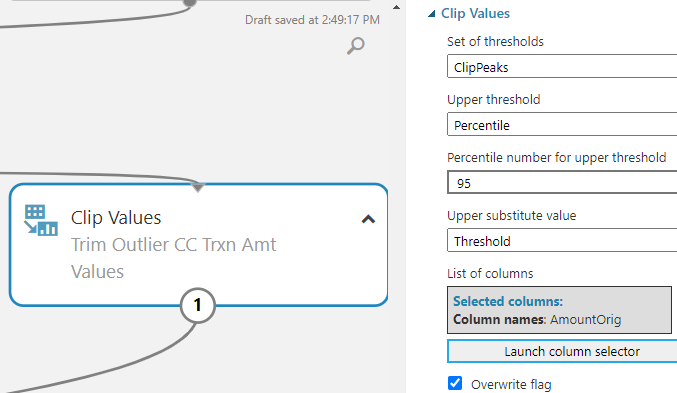 Draft saved at 2:49:17 PM
Clip Values
Trim Outlier CC Trxn Amt
Values
1
Clip Values
Set of thresholds
ClipPeaks
Upper threshold
Percentile
Percentile number for upper threshold
95
Upper substitute value
Threshold
List of columns
Selected columns:
Column names: AmountOrig
Launch column selector
Overwrite flag